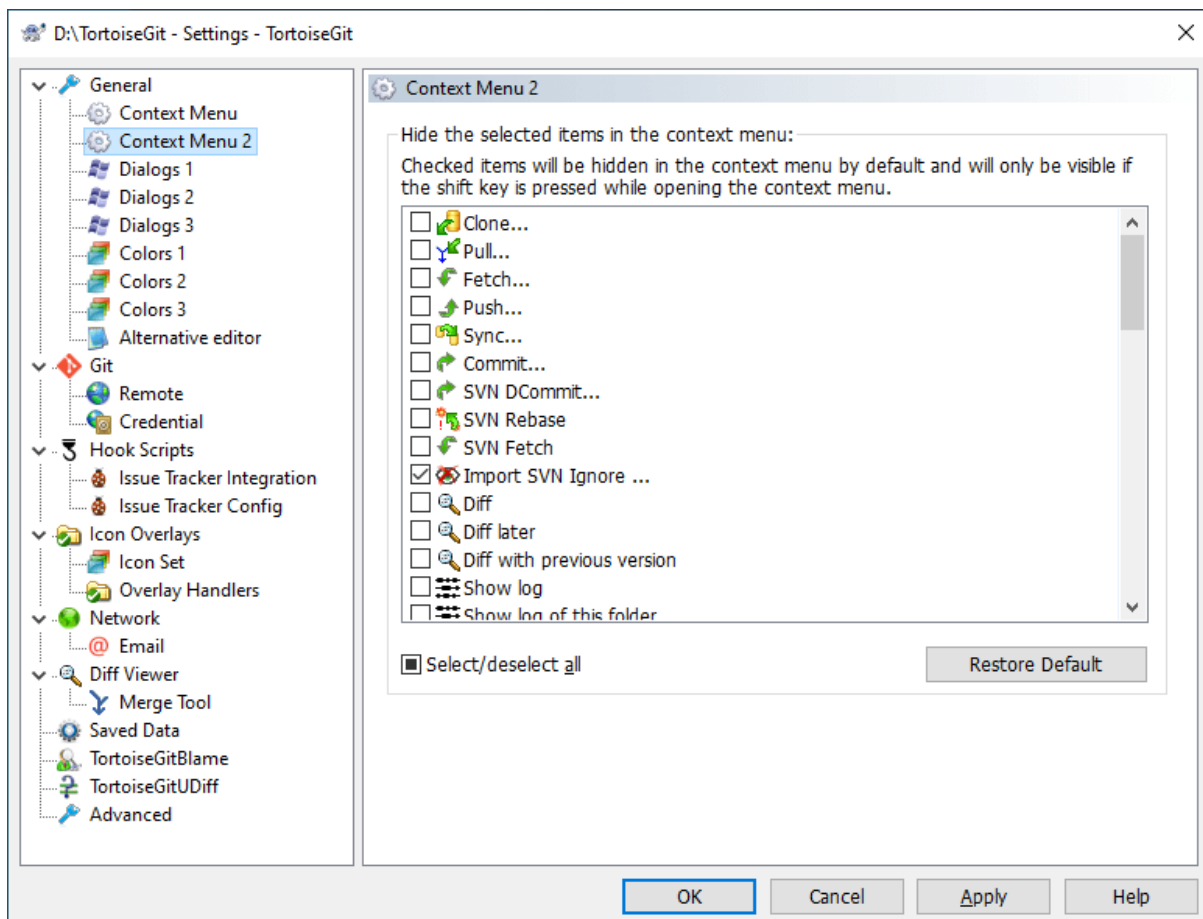 D:\TortoiseGit - Settings - TortoiseGit
General
Context Menu
Context Menu 2
Dialogs 1
Dialogs 2
Dialogs 3
Colors 1
Colors 2
Colors 3
Alternative editor
Git
Remote
Credential
Hook Scripts
Issue Tracker Integration
Issue Tracker Config
Icon Overlays
Icon Set
Overlay Handlers
Network
Email
Diff Viewer
Merge Tool
Saved Data
TortoiseGitBlame
TortoiseGitUDiff
Advanced
Context Menu 2
Hide the selected items in the context menu:
Checked items will be hidden in the context menu by default and will only be visible if
the shift key is pressed while opening the context menu.
Clone...
Pull...
Fetch...
Push...
Sync...
Commit...
SVN DCommit...
SVN Rebase
SVN Fetch
Import SVN Ignore ...
Diff
Diff later
Diff with previous version
Show log
Show log of this folder
Select/deselect all
Restore Default
OK
Cancel
Apply
Help